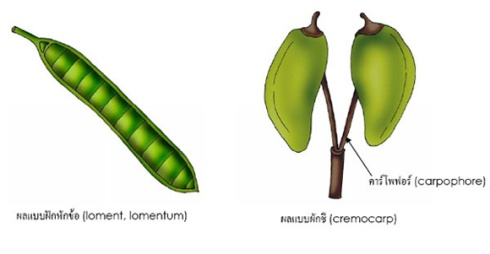 คาร์โพฟอร์ (carpophore)
ผลแบบฝักหักข้อ (loment, lomentum)
ผลแบบผักชี (cremocarp)